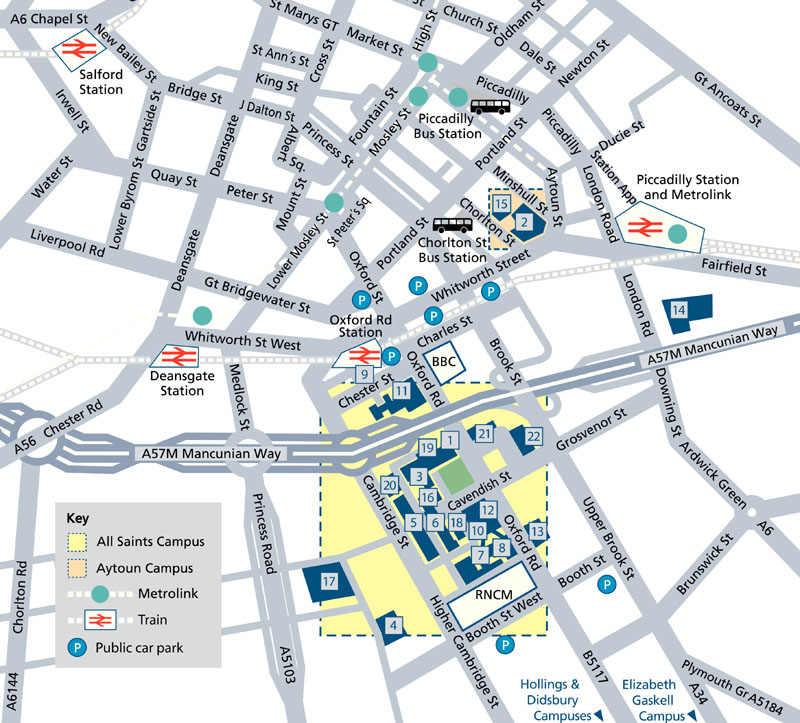 A6 Chapel St
St Marys GT
Church St
Oldham St
High St
Market St
Dale St
Newton St
Gt Ancoats St
New Bailey St
Salford
Station
St Ann's St
Cross St
King St
Bridge St
J Dalton St
Fountain St
Mosley St
Piccadilly
Piccadilly
Bus Station
Portland St
Piccadilly
Ducie St
Irwell St
Gartside St
Deansgate
Albert
Sq.
Princess St
Station App
Water St
Quay St
Peter St
Mount St
Lower Byrom St
Minshull St
Aytoun St
London Road
Piccadilly Station
and Metrolink
15
2
Chorlton St
Chorlton St
Bus Station
St Peter's Sq
Lower Mosley St
Portland St
Liverpool Rd
Deansgate
Gt Bridgewater St
Oxford St
Whitworth Street
Fairfield St
London Rd
14
P
P
P
P
P
Oxford Rd
Station
Charles St
Whitworth St West
Deansgate
Station
Medlock St
9
Chester St
11
Oxford Rd
BBC
Brook St
A57M Mancunian Way
Downing St
A56
Chester Rd
A57M Mancunian Way
Grosvenor St
Ardwick Green
A6
1
19
21
22
3
20
16
Cavendish St
Cambridge St
5
6
18
12
10
13
7
8
Oxford Rd
Upper Brook St
Princess Road
Key
All Saints Campus
Aytoun Campus
Metrolink
Train
P
Public car park
17
4
RNCM
Booth St
Booth St West
P
P
Brunswick St
Higher Cambridge St
Chorlton Rd
A6144
A5103
B5117
A34
Plymouth Gr
A5184
Hollings &
Didsbury
Campuses
Elizabeth
Gaskell
Campus